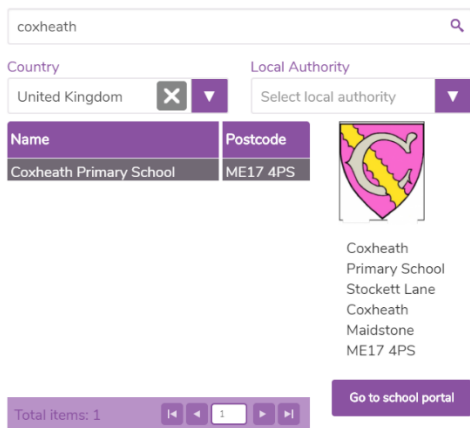 coxheath
Country
Local Authority
United Kingdom
Select local authority
Name
Postcode
Coxheath Primary School
ME17 4PS
C
Coxheath
Primary School
Stockett Lane
Coxheath
Maidstone
ME17 4PS
Total items: 1
1
Go to school portal